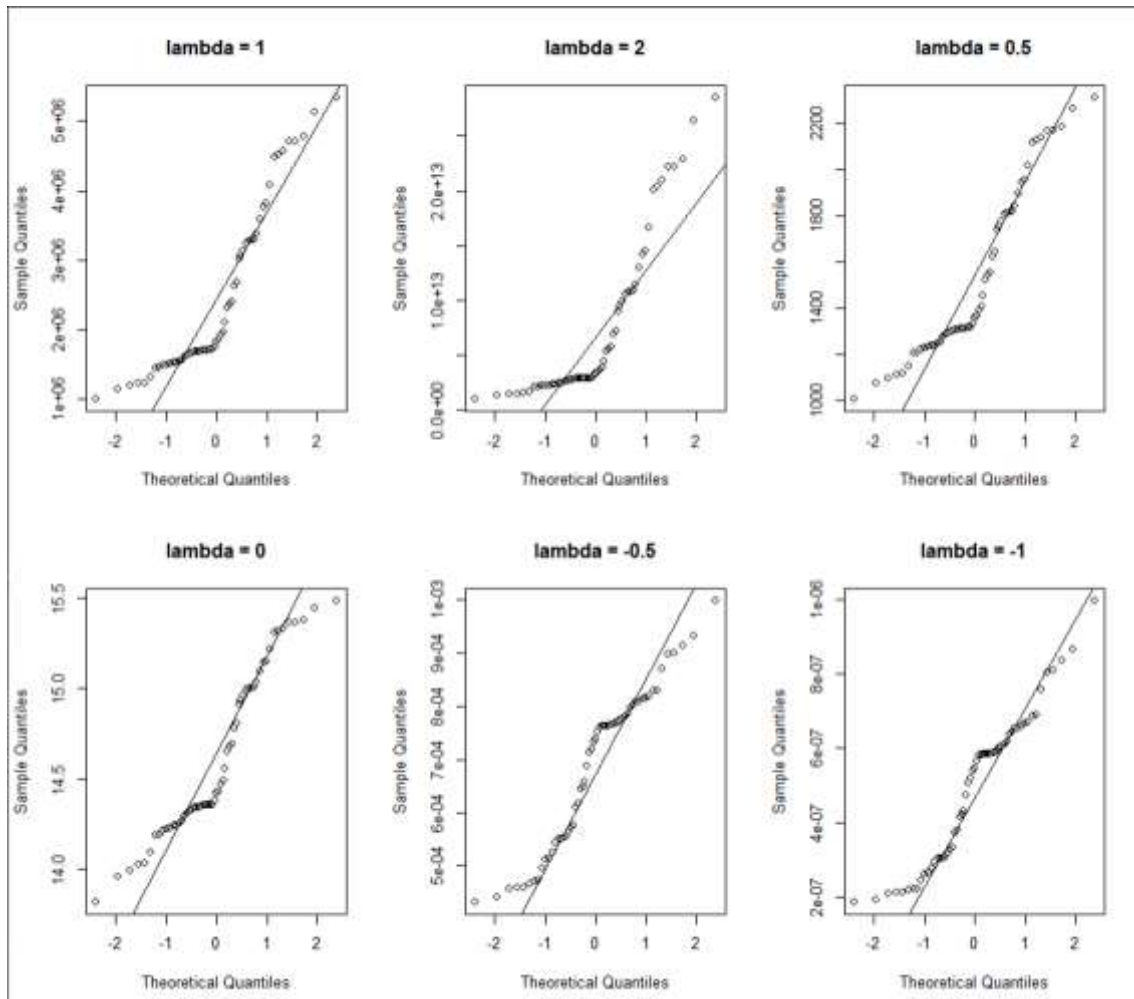 lambda = 1
lambda = 2
lambda = 0.5
Sample Quantiles
1e+06 2e+06 3e+06 4e+06 5e+06
-2 -1 0 1 2
Theoretical Quantiles
Sample Quantiles
0.0e+00 1.0e+13 2.0e+13
-2 -1 0 1 2
Theoretical Quantiles
Sample Quantiles
1000 1400 1800 2200
-2 -1 0 1 2
Theoretical Quantiles
lambda = 0
lambda = -0.5
lambda = -1
Sample Quantiles
14.0 14.5 15.0 15.5
-2 -1 0 1 2
Theoretical Quantiles
Sample Quantiles
5e-04 6e-04 7e-04 8e-04 9e-04 1e-03
-2 -1 0 1 2
Theoretical Quantiles
Sample Quantiles
2e-07 4e-07 6e-07 8e-07 1e-06
-2 -1 0 1 2
Theoretical Quantiles